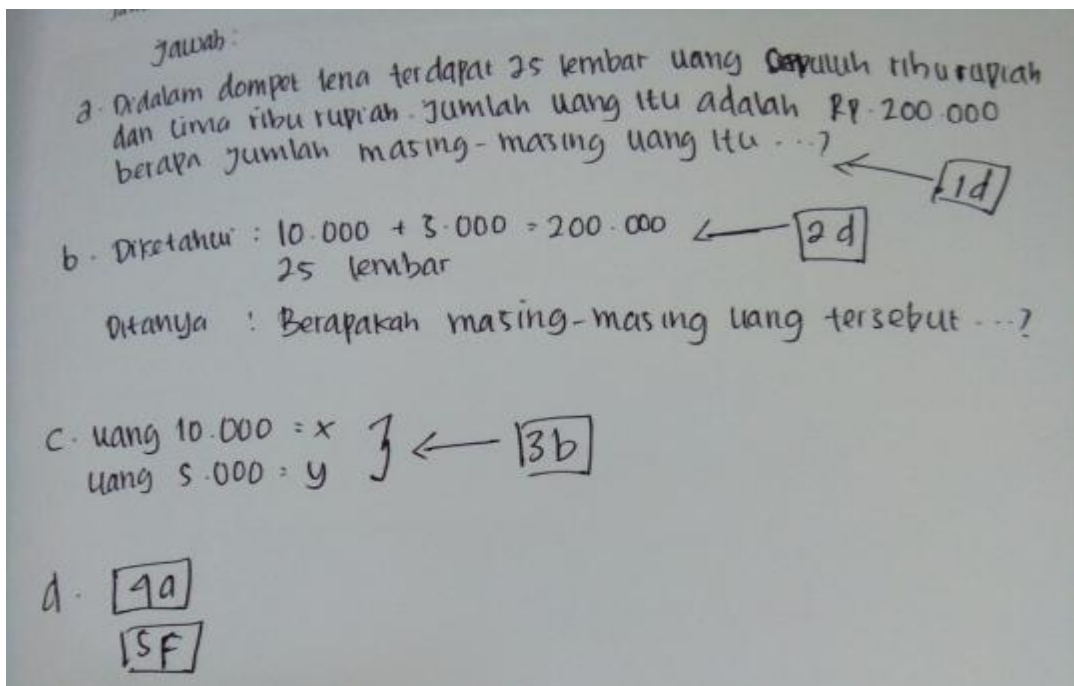 Jawab :
a. Didalam dompet lena terdapat 25 lembar uang sepuluh ribu rupiah
dan lima ribu rupiah. Jumlah uang itu adalah Rp. 200.000
berapa jumlah masing-masing uang itu ...?
1d
b. Diketahui : 10.000 + 5.000 = 200.000
2d
25 lembar
Ditanya : Berapakah masing-masing uang tersebut ...?
c. uang 10.000 = x
uang 5.000 = y
3b
d. 4a
5F